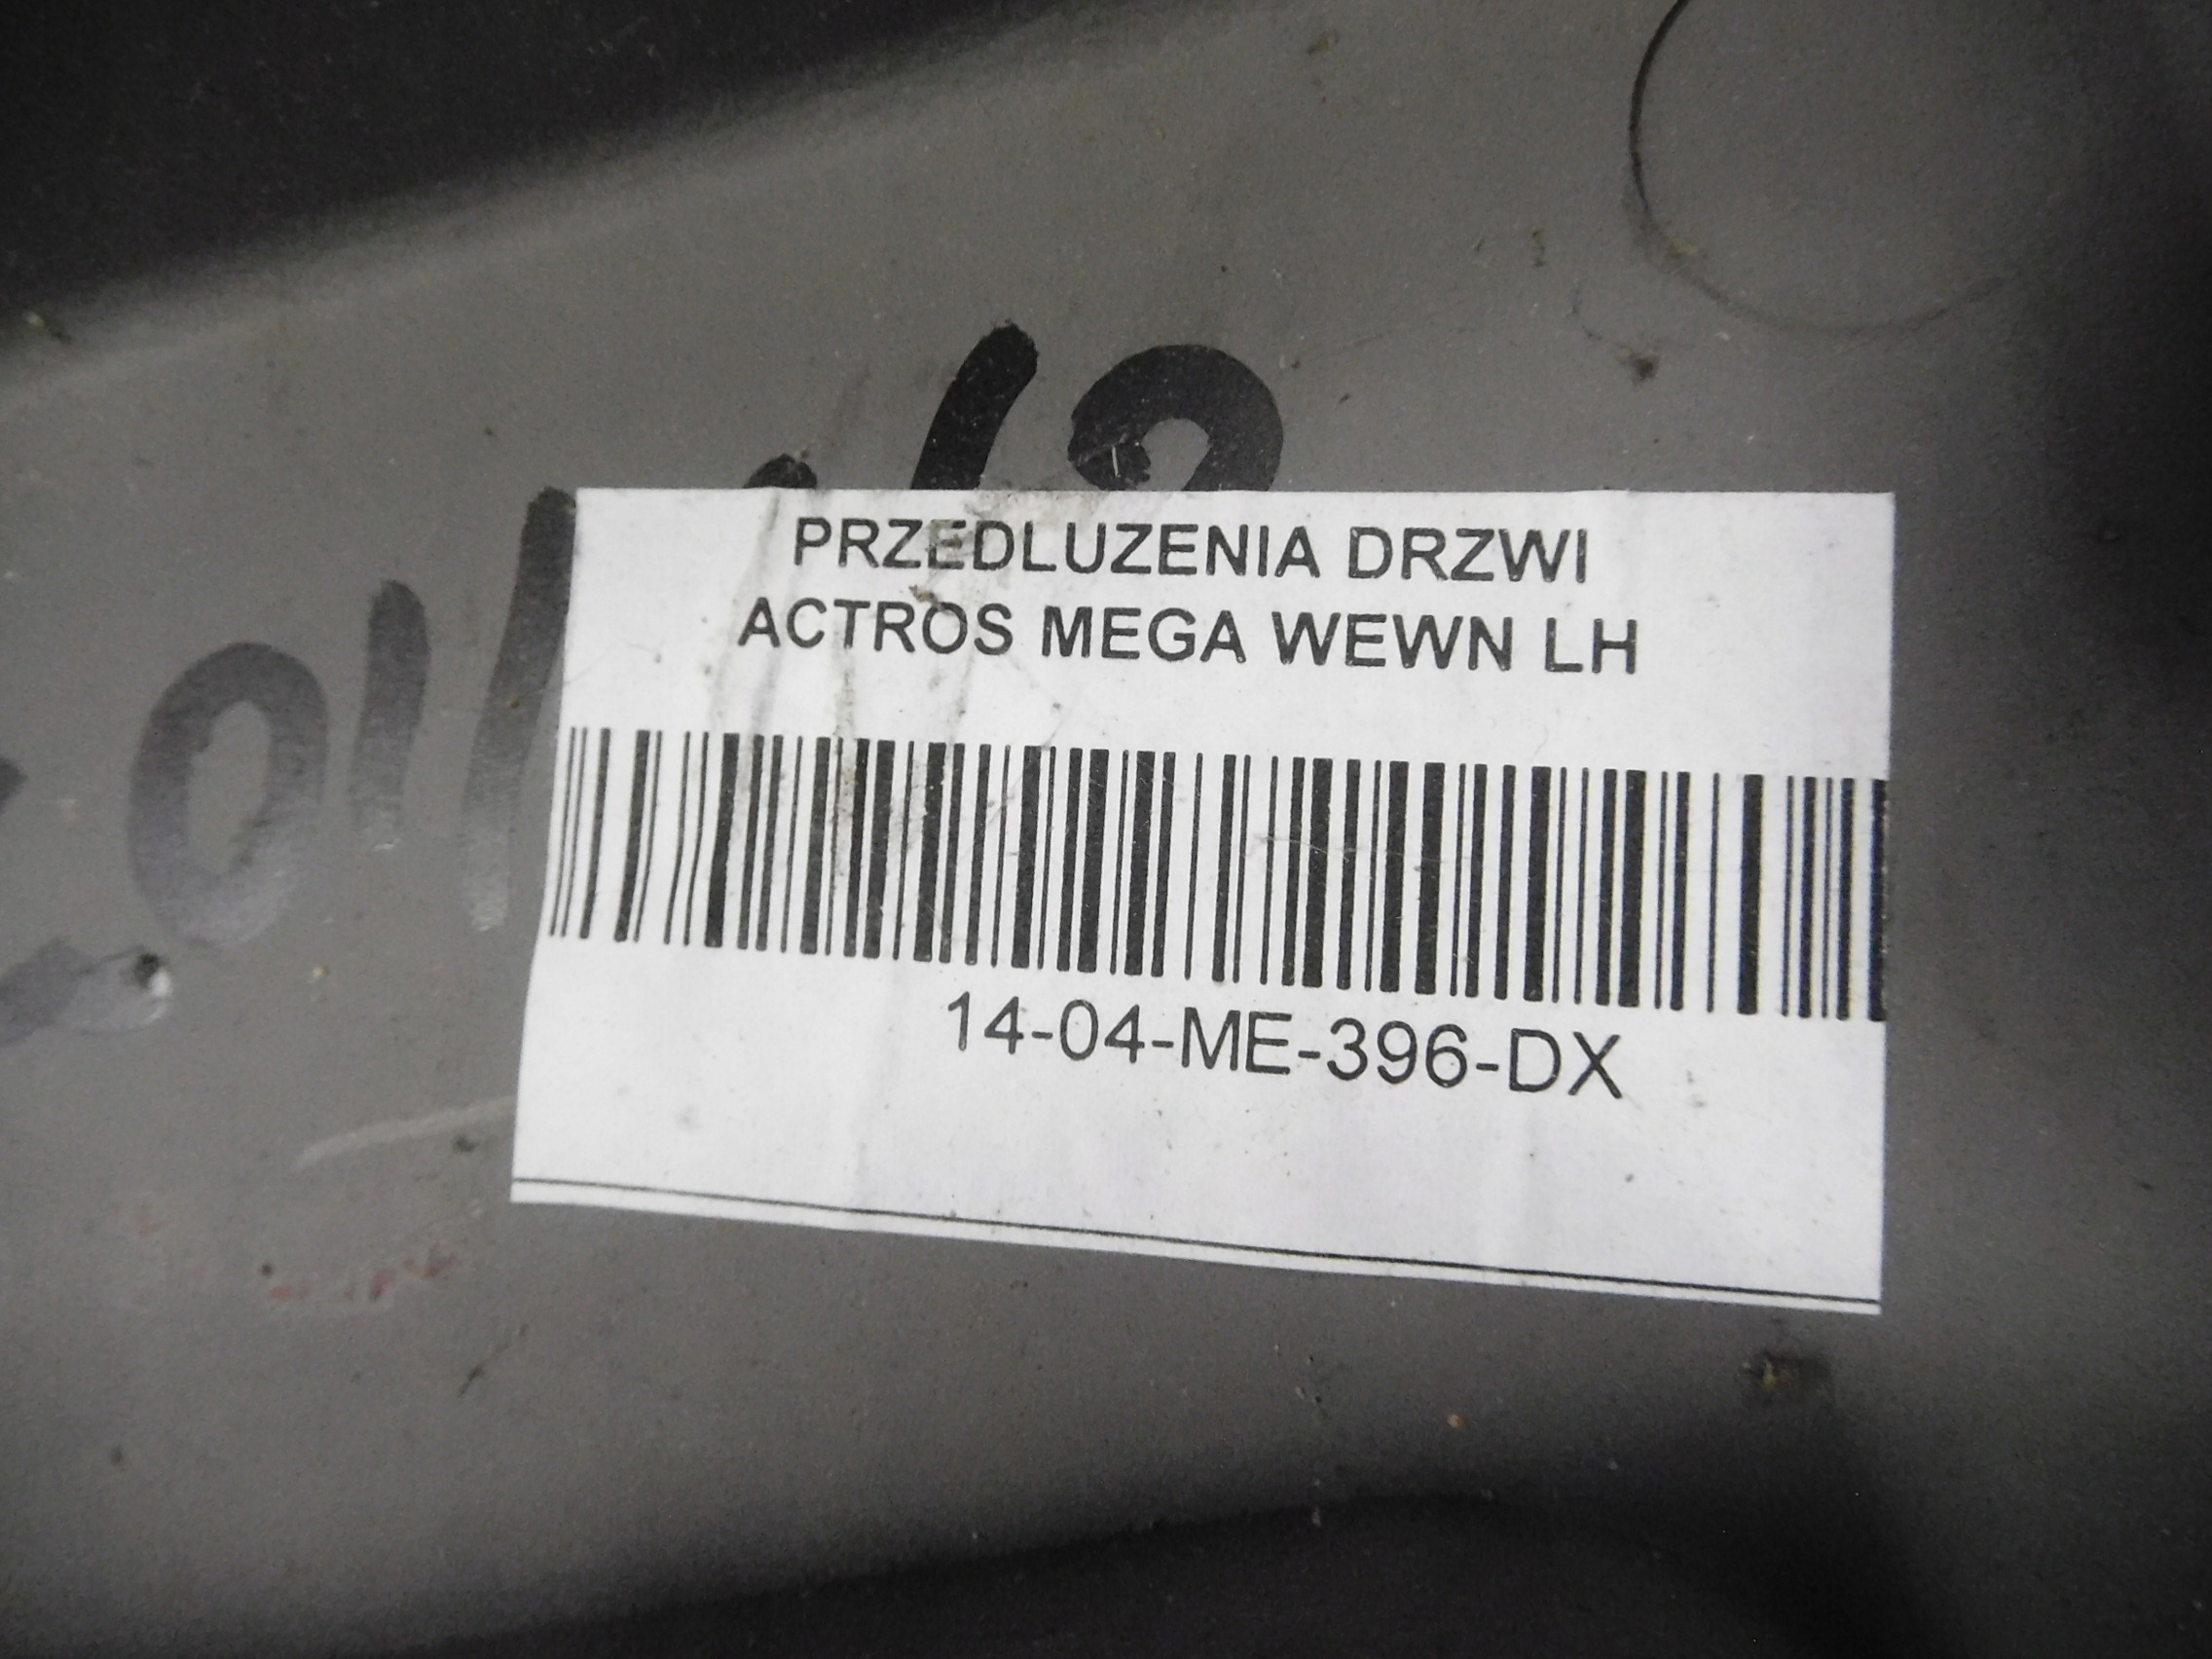 PRZEDLUZENIA DRZWI
ACTROS MEGA WEWN LH
14-04-ME-396-DX